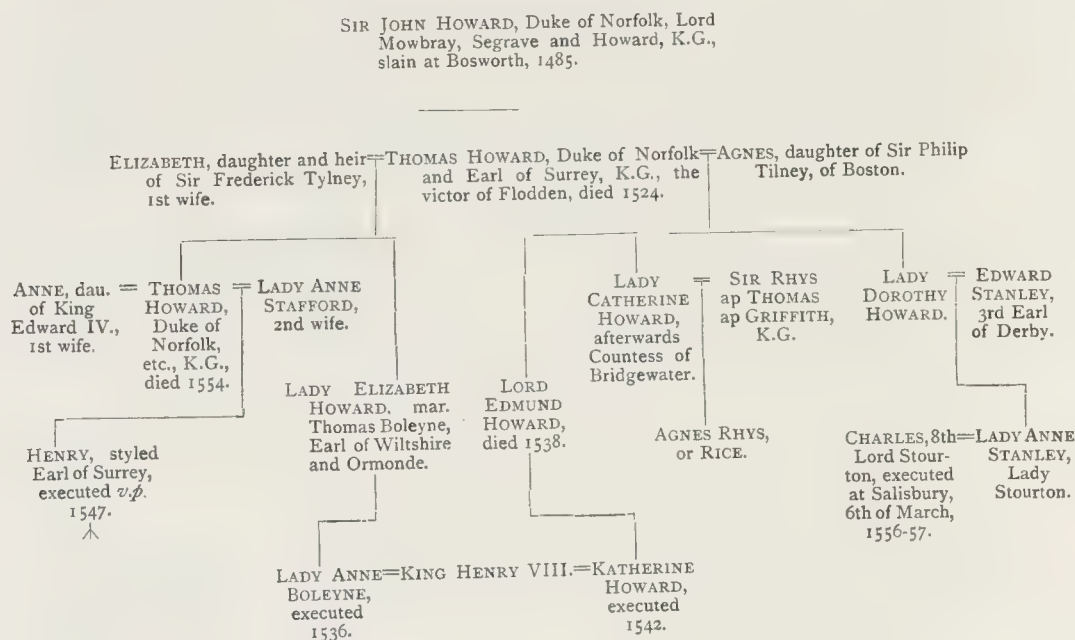 SIR JOHN HOWARD, Duke of Norfolk, Lord
Mowbray, Segrave and Howard, K.G.,
slain at Bosworth, 1485.
ELIZABETH, daughter and heir
of Sir Frederick Tylney,
1st wife.
THOMAS HOWARD, Duke of Norfolk
and Earl of Surrey, K.G., the
victor of Flodden, died 1524.
AGNES, daughter of Sir Philip
Tilney, of Boston.
ANNE, dau.
of King
Edward IV.,
1st wife.
=
THOMAS
HOWARD,
Duke of
Norfolk,
etc., K.G.,
died 1554.
LADY ANNE
STAFFORD,
2nd wife.
LADY
CATHERINE
HOWARD,
afterwards
Countess of
Bridgewater.
SIR RHYS
ap THOMAS
ap GRIFFITH,
K.G.
LADY
DOROTHY
HOWARD.
EDWARD
STANLEY,
3rd Earl
of Derby.
HENRY, styled
Earl of Surrey,
executed v.p.
1547.
LADY ELIZABETH
HOWARD, mar.
Thomas Boleyne,
Earl of Wiltshire
and Ormonde.
LORD
EDMUND
HOWARD,
died 1538.
AGNES RHYS,
or RICE.
CHARLES, 8th
Lord Stour-
ton, executed
at Salisbury,
6th of March,
1556-57.
=
LADY ANNE
STANLEY,
Lady
Stourton.
LADY ANNE
BOLEYNE,
executed
1536.
=KING HENRY VIII.=
KATHERINE
HOWARD,
executed
1542.